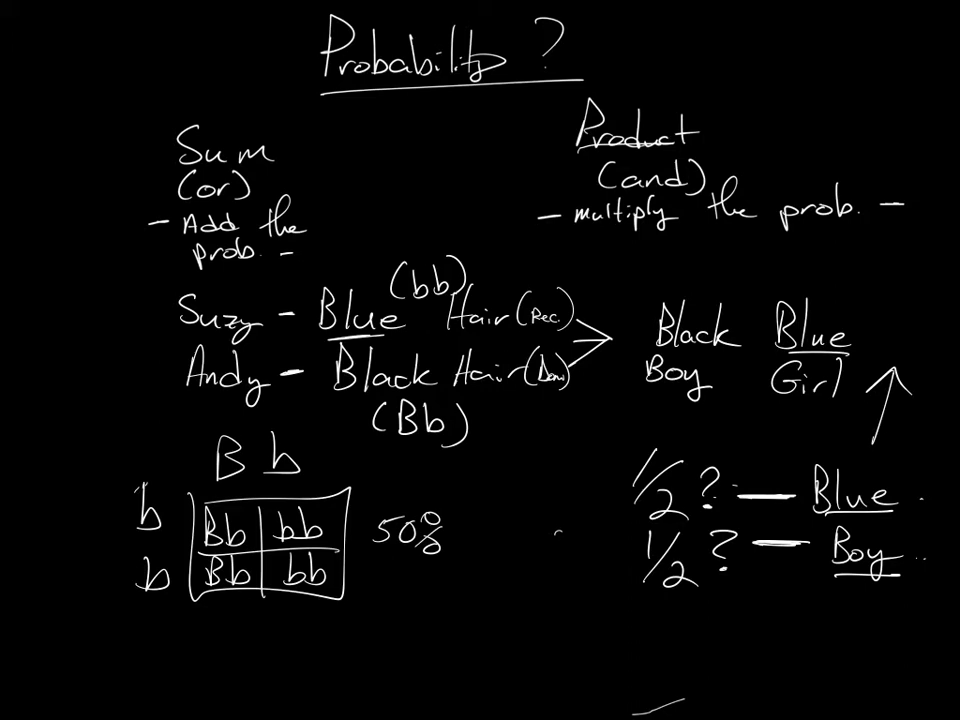 Probability ?
Sum
(or)
- Add the
prob. -
Product
(and)
- multiply the prob. -
Suzy - Blue (bb) Hair (Rec.)
Andy - Black Hair (Dom)
(Bb)
Black Blue
Boy Girl
B b
b Bb bb
b Bb bb
50%
1/2 ? - Blue
1/2 ? - Boy